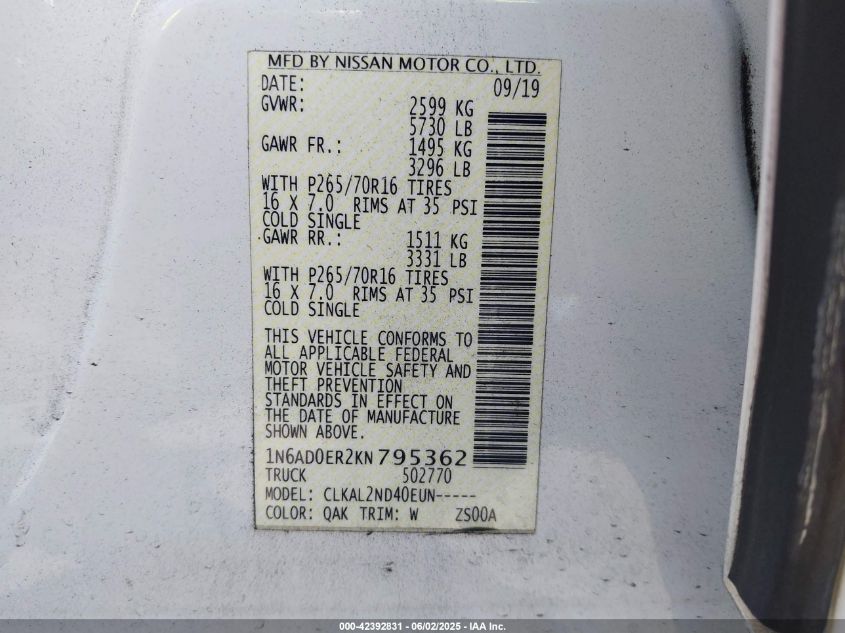 MFD BY NISSAN MOTOR CO., LTD.
DATE: 09/19
GVWR: 2599 KG
5730 LB
GAWR FR.: 1495 KG
3296 LB
WITH P265/70R16 TIRES
16 X 7.0 RIMS AT 35 PSI
COLD SINGLE
GAWR RR.: 1511 KG
3331 LB
WITH P265/70R16 TIRES
16 X 7.0 RIMS AT 35 PSI
COLD SINGLE
THIS VEHICLE CONFORMS TO
ALL APPLICABLE FEDERAL
MOTOR VEHICLE SAFETY AND
THEFT PREVENTION
STANDARDS IN EFFECT ON
THE DATE OF MANUFACTURE
SHOWN ABOVE.
1N6AD0ER2KN795362
TRUCK 502770
MODEL: CLKAL2ND40EUN-----
COLOR: QAK TRIM: W ZS00A
000-42392831 - 06/02/2025 - IAA Inc.